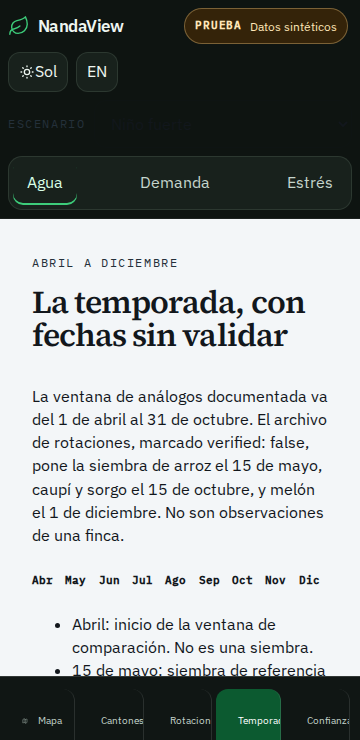 NandaView
PRUEBA Datos sintéticos
Sol EN
ESCENARIO
Agua Demanda Estrés
ABRIL A DICIEMBRE
La temporada, con
fechas sin validar
La ventana de análogos documentada va
del 1 de abril al 31 de octubre. El archivo
de rotaciones, marcado verified: false,
pone la siembra de arroz el 15 de mayo,
caupí y sorgo el 15 de octubre, y melón
el 1 de diciembre. No son observaciones
de una finca.
Abr May Jun Jul Ago Sep Oct Nov Dic
• Abril: inicio de la ventana de
comparación. No es una siembra.
• 15 de mayo: siembra de referencia
Mapa Cantones Rotacion Tempora Confianza